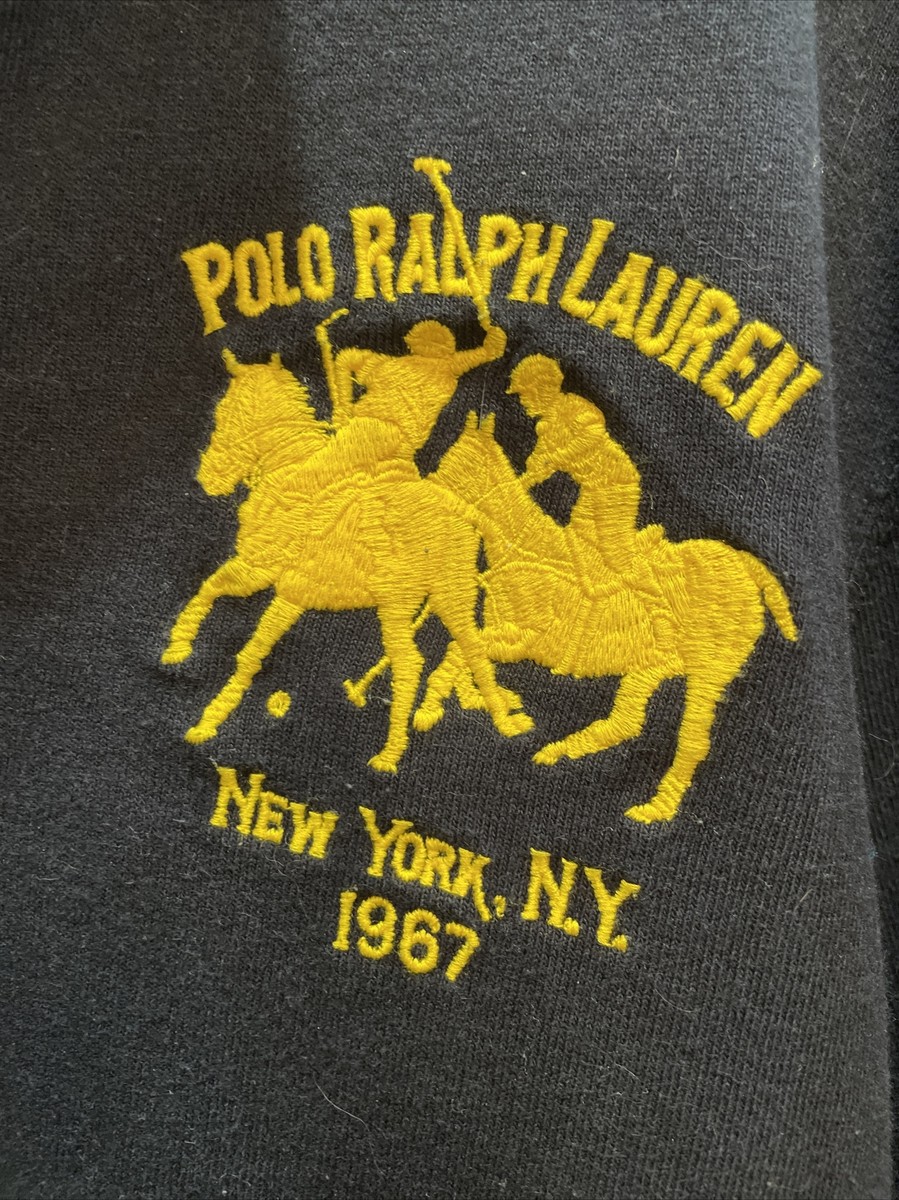 POLO RALPH LAUREN
NEW YORK, N.Y.
1967